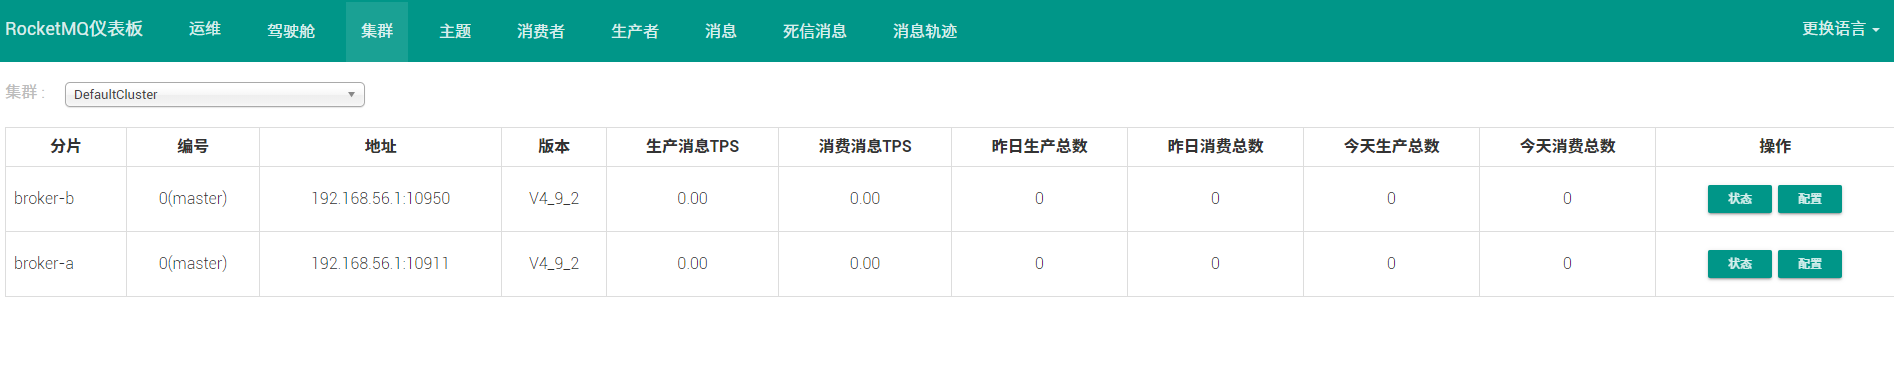 RocketMQ仪表板 运维 驾驶舱 集群 主题 消费者 生产者 消息 死信消息 消息轨迹 更换语言
集群 : DefaultCluster
分片 编号 地址 版本 生产消息TPS 消费消息TPS 昨日生产总数 昨日消费总数 今天生产总数 今天消费总数 操作
broker-b 0(master) 192.168.56.1:10950 V4_9_2 0.00 0.00 0 0 0 0 状态 配置
broker-a 0(master) 192.168.56.1:10911 V4_9_2 0.00 0.00 0 0 0 0 状态 配置